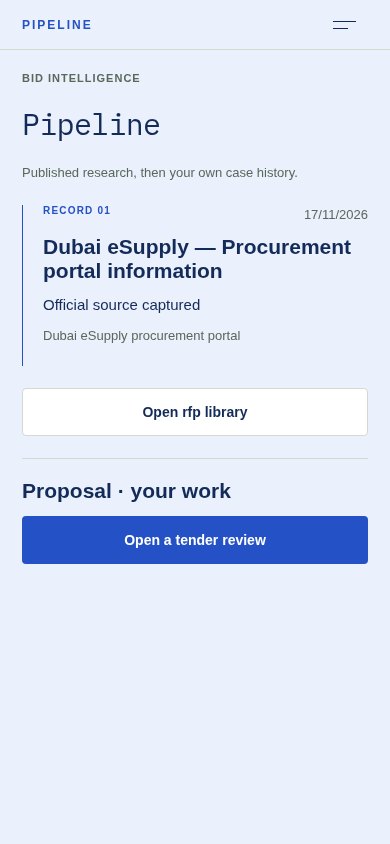 PIPELINE
BID INTELLIGENCE
Pipeline
Published research, then your own case history.
RECORD 01
17/11/2026
Dubai eSupply — Procurement
portal information
Official source captured
Dubai eSupply procurement portal
Open rfp library
Proposal · your work
Open a tender review